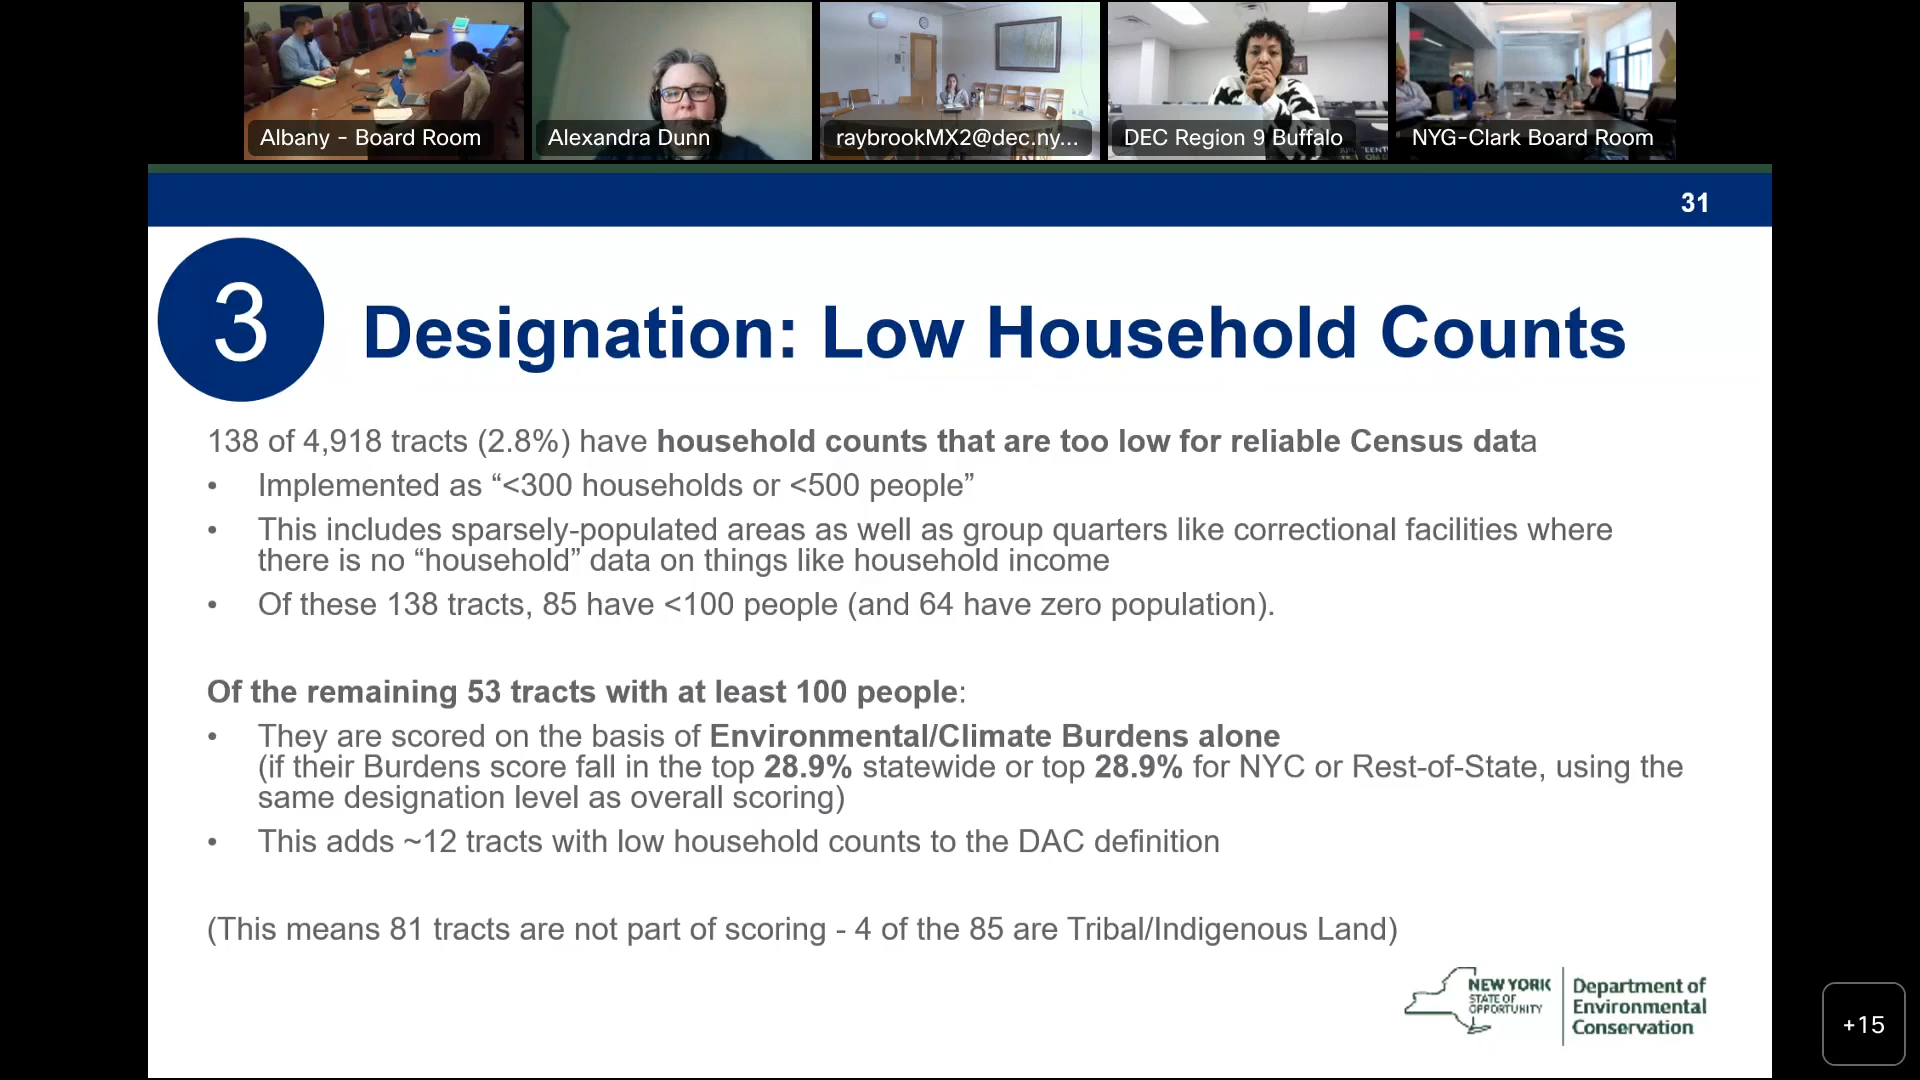 Albany - Board Room
Alexandra Dunn
raybrookMX2@dec.ny...
DEC Region 9 Buffalo
NYG-Clark Board Room
31
3
Designation: Low Household Counts
138 of 4,918 tracts (2.8%) have household counts that are too low for reliable Census data
• Implemented as “<300 households or <500 people”
• This includes sparsely-populated areas as well as group quarters like correctional facilities where
there is no “household” data on things like household income
• Of these 138 tracts, 85 have <100 people (and 64 have zero population).
Of the remaining 53 tracts with at least 100 people:
• They are scored on the basis of Environmental/Climate Burdens alone
(if their Burdens score fall in the top 28.9% statewide or top 28.9% for NYC or Rest-of-State, using the
same designation level as overall scoring)
• This adds ~12 tracts with low household counts to the DAC definition
(This means 81 tracts are not part of scoring - 4 of the 85 are Tribal/Indigenous Land)
NEW YORK
STATE OF
OPPORTUNITY
Department of
Environmental
Conservation
+15